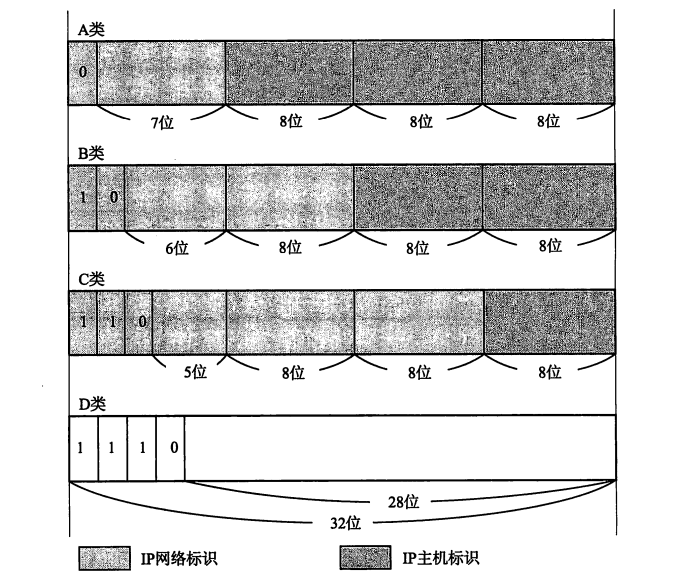 A类
0
7位 8位 8位 8位
B类
1 0
6位 8位 8位 8位
C类
1 1 0
5位 8位 8位 8位
D类
1 1 1 0
28位
32位
IP网络标识 IP主机标识